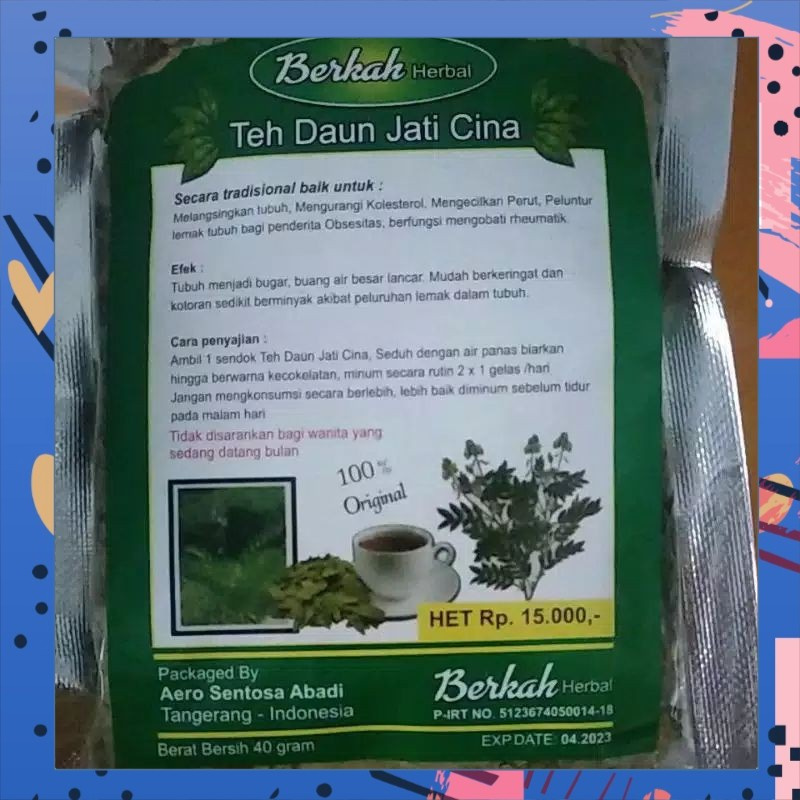 Berkah Herbal
Teh Daun Jati Cina
Secara tradisional baik untuk :
Melangsingkan tubuh, Mengurangi Kolesterol, Mengecilkan Perut, Peluntur
lemak tubuh bagi penderita Obsesitas, berfungsi mengobati rheumatik.
Efek :
Tubuh menjadi bugar, buang air besar lancar. Mudah berkeringat dan
kotoran sedikit berminyak akibat peluruhan lemak dalam tubuh.
Cara penyajian :
Ambil 1 sendok Teh Daun Jati Cina, Seduh dengan air panas biarkan
hingga berwarna kecokelatan, minum secara rutin 2 x 1 gelas /hari
Jangan mengkonsumsi secara berlebih, lebih baik diminum sebelum tidur
pada malam hari
Tidak disarankan bagi wanita yang
sedang datang bulan
100%
Original
HET Rp. 15.000,-
Packaged By
Aero Sentosa Abadi
Tangerang - Indonesia
Berkah Herbal
P-IRT NO. 5123674050014-18
Berat Bersih 40 gram
EXP DATE 04.2023